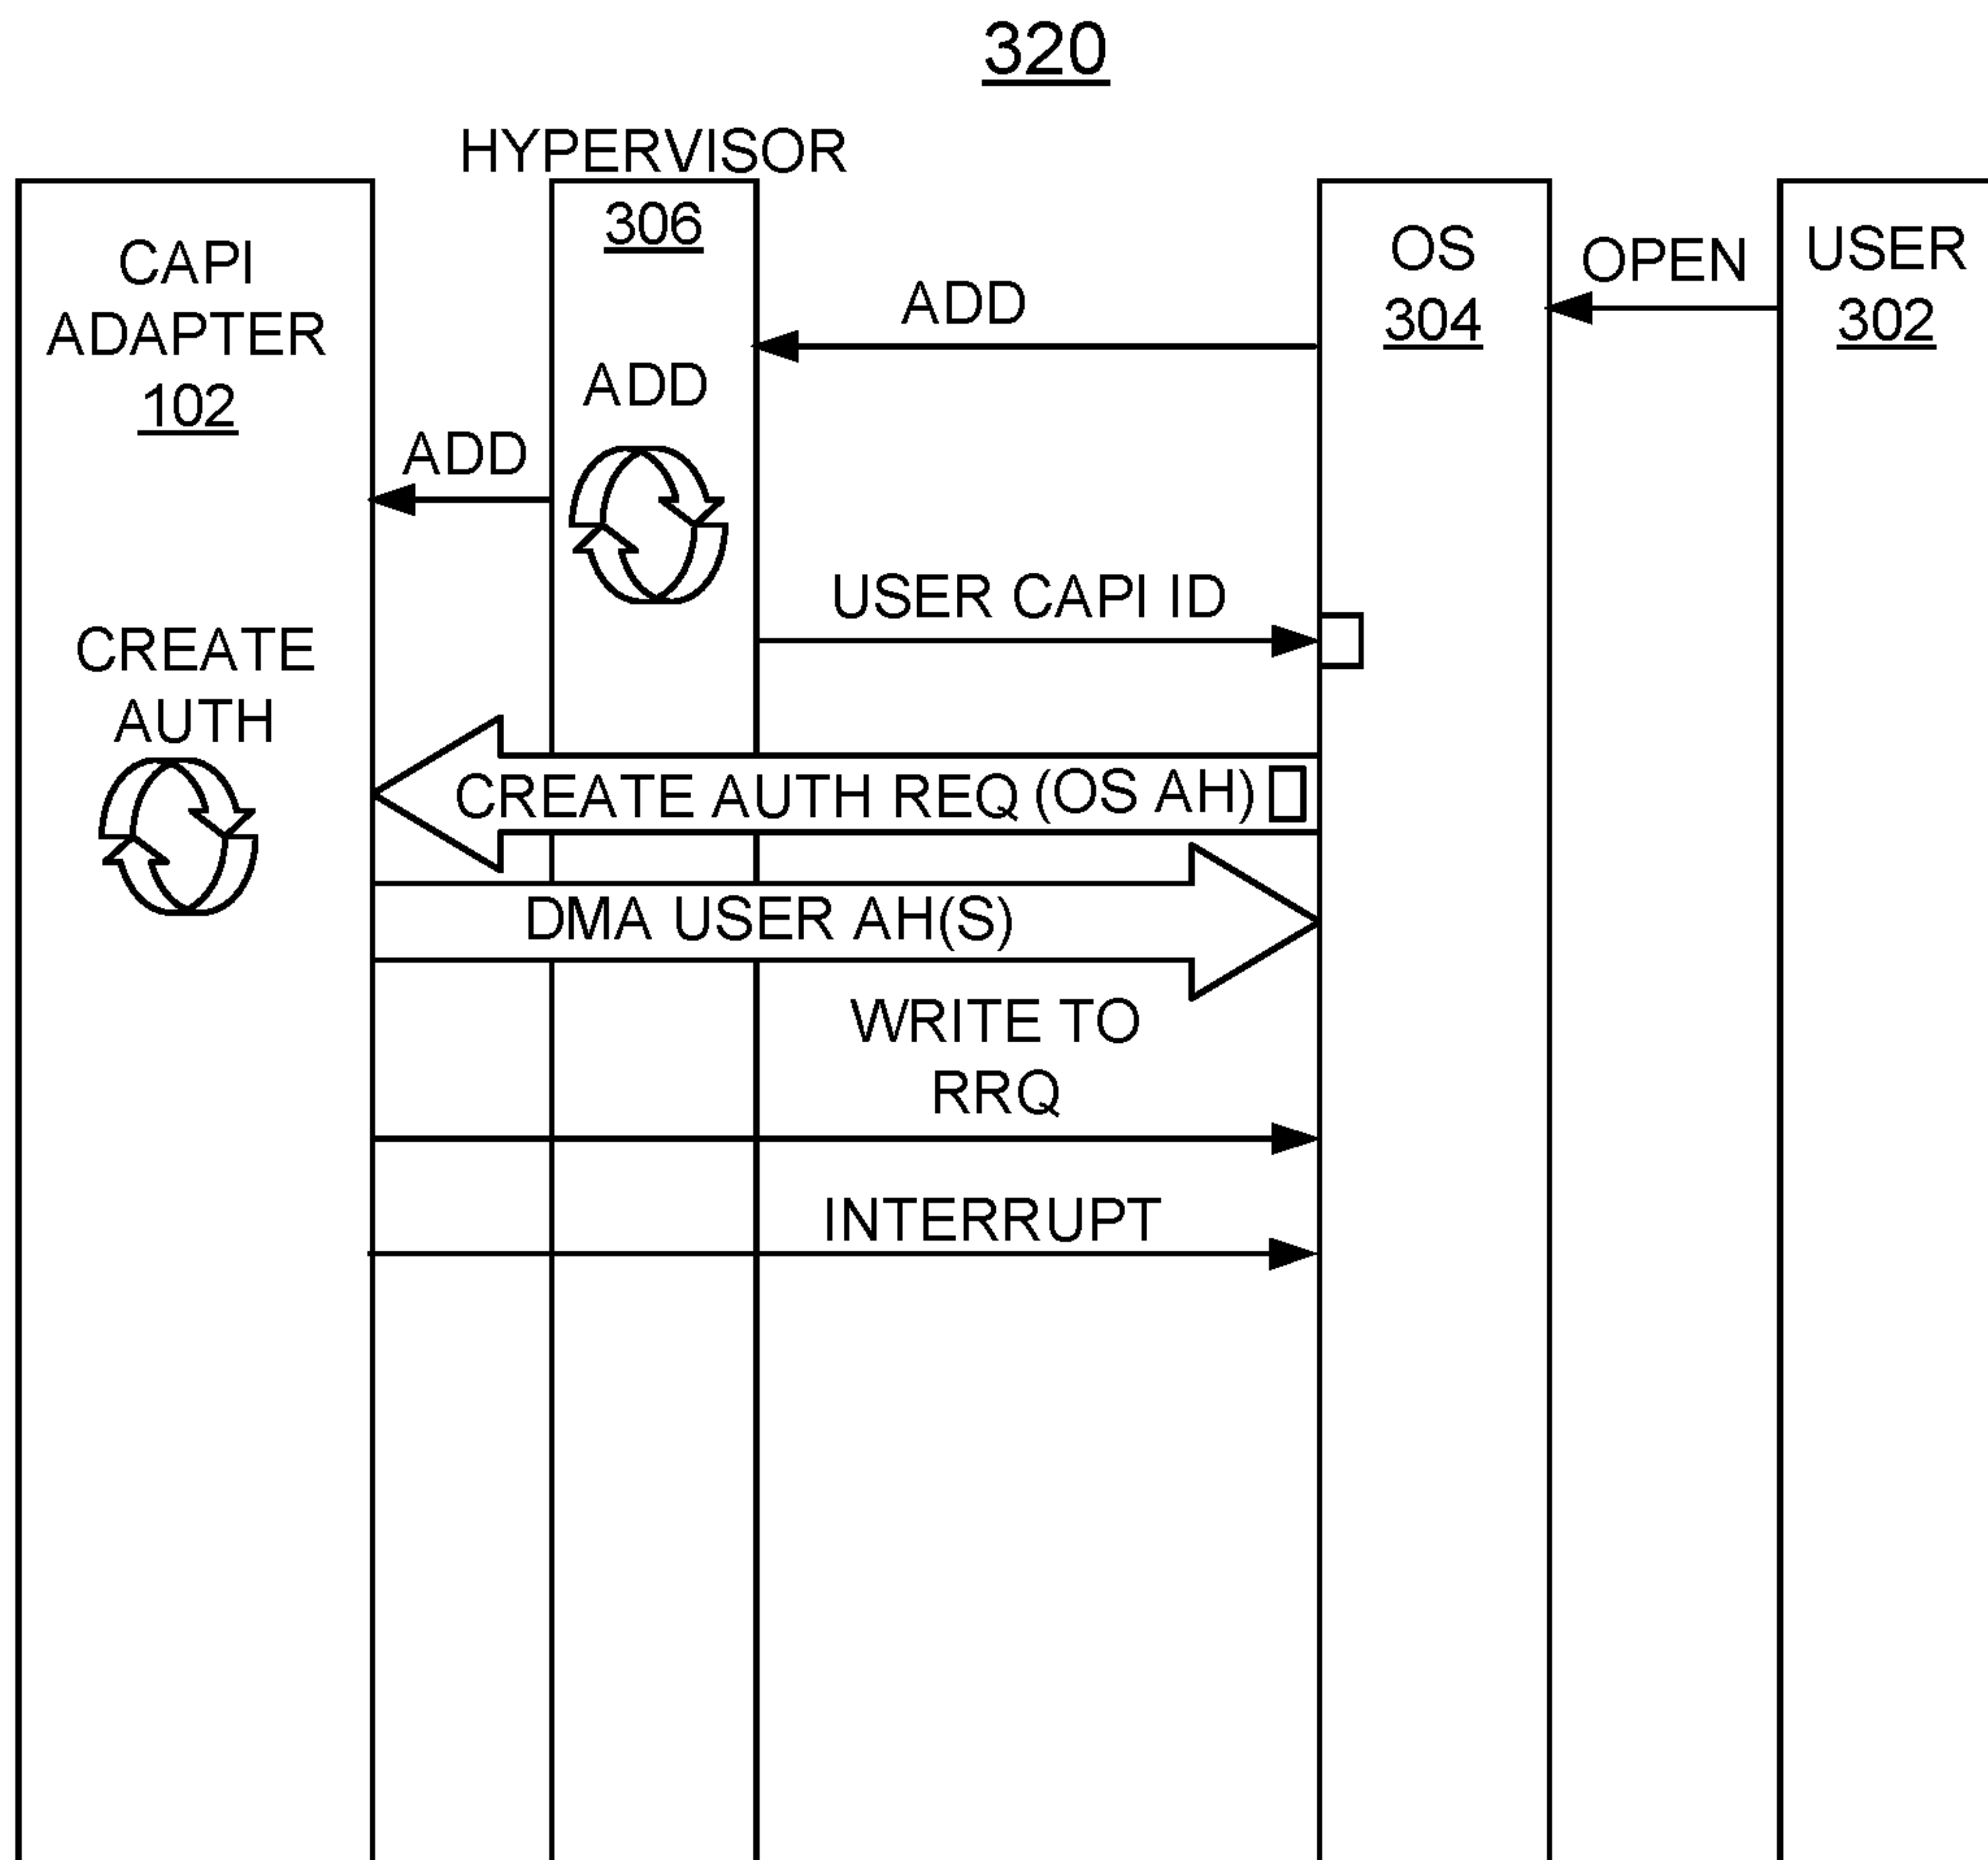 320
HYPERVISOR
306
CAPI
ADAPTER
102
OS
304
OPEN
USER
302
ADD
ADD
ADD
USER CAPI ID
CREATE
AUTH
CREATE AUTH REQ (OS AH)
DMA USER AH(S)
WRITE TO
RRQ
INTERRUPT